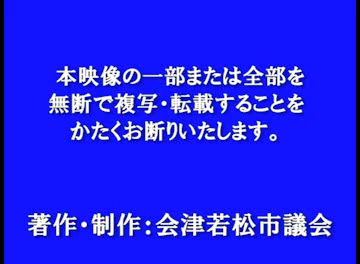 本映像の一部または全部を
無断で複写・転載することを
かたくお断りいたします。
著作・制作：会津若松市議会